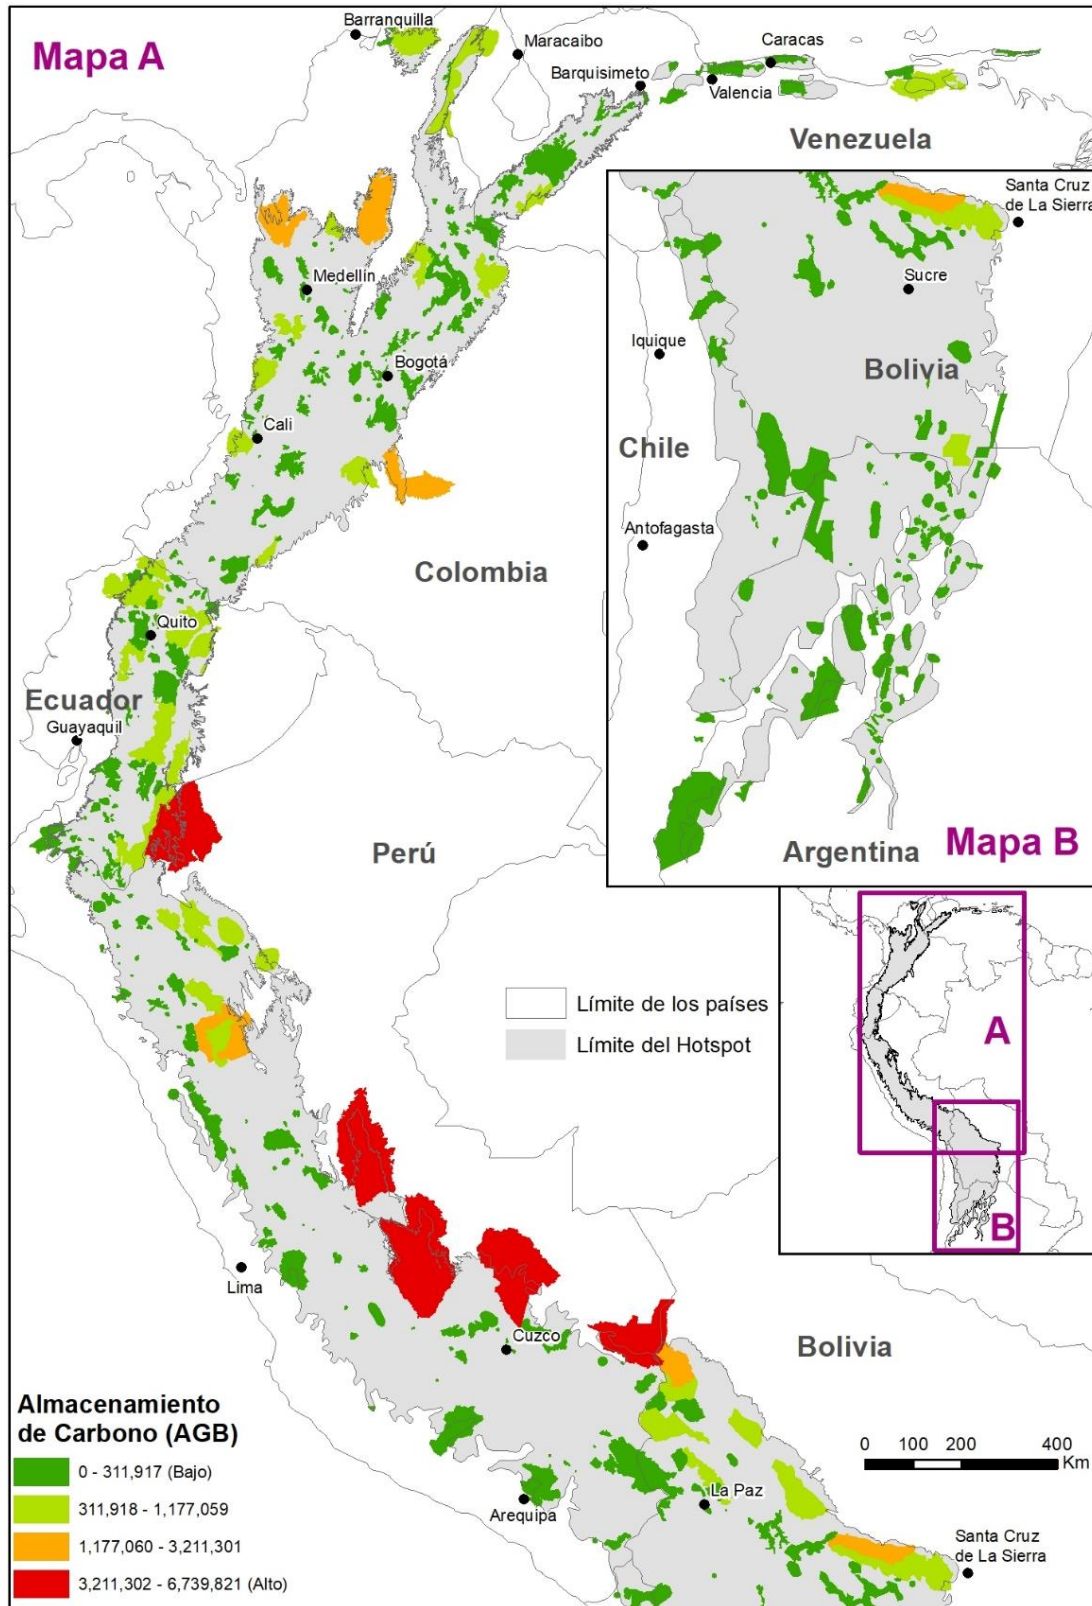 Mapa A
Barranquilla
Maracaibo
Caracas
Barquisimeto
Valencia
Venezuela
Santa Cruz
de La Sierra
Medellín
Sucre
Iquique
Bogotá
Bolivia
Cali
Chile
Antofagasta
Colombia
Quito
Ecuador
Guayaquil
Perú
Argentina
Mapa B
Límite de los países
Límite del Hotspot
A
B
Lima
Cuzco
Bolivia
Almacenamiento
de Carbono (AGB)
0 - 311,917 (Bajo)
311,918 - 1,177,059
1,177,060 - 3,211,301
3,211,302 - 6,739,821 (Alto)
0 100 200 400
Km
Arequipa
La Paz
Santa Cruz
de La Sierra